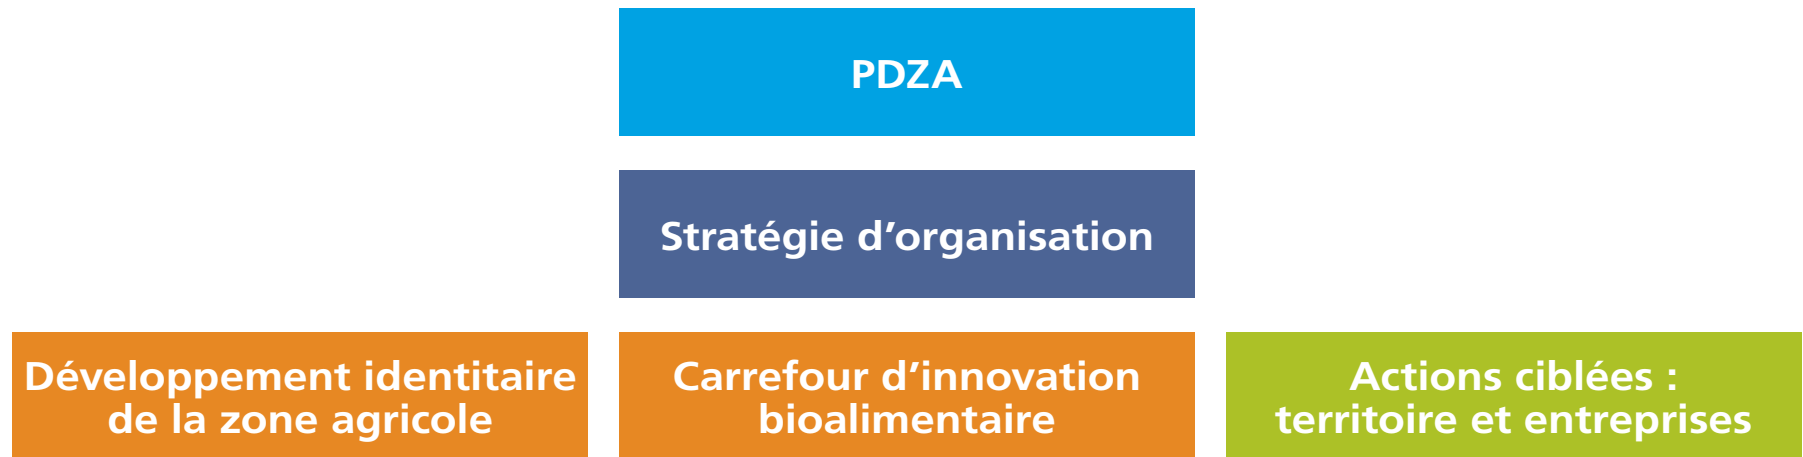 PDZA
Stratégie d’organisation
Développement identitaire
de la zone agricole
Carrefour d’innovation
bioalimentaire
Actions ciblées :
territoire et entreprises